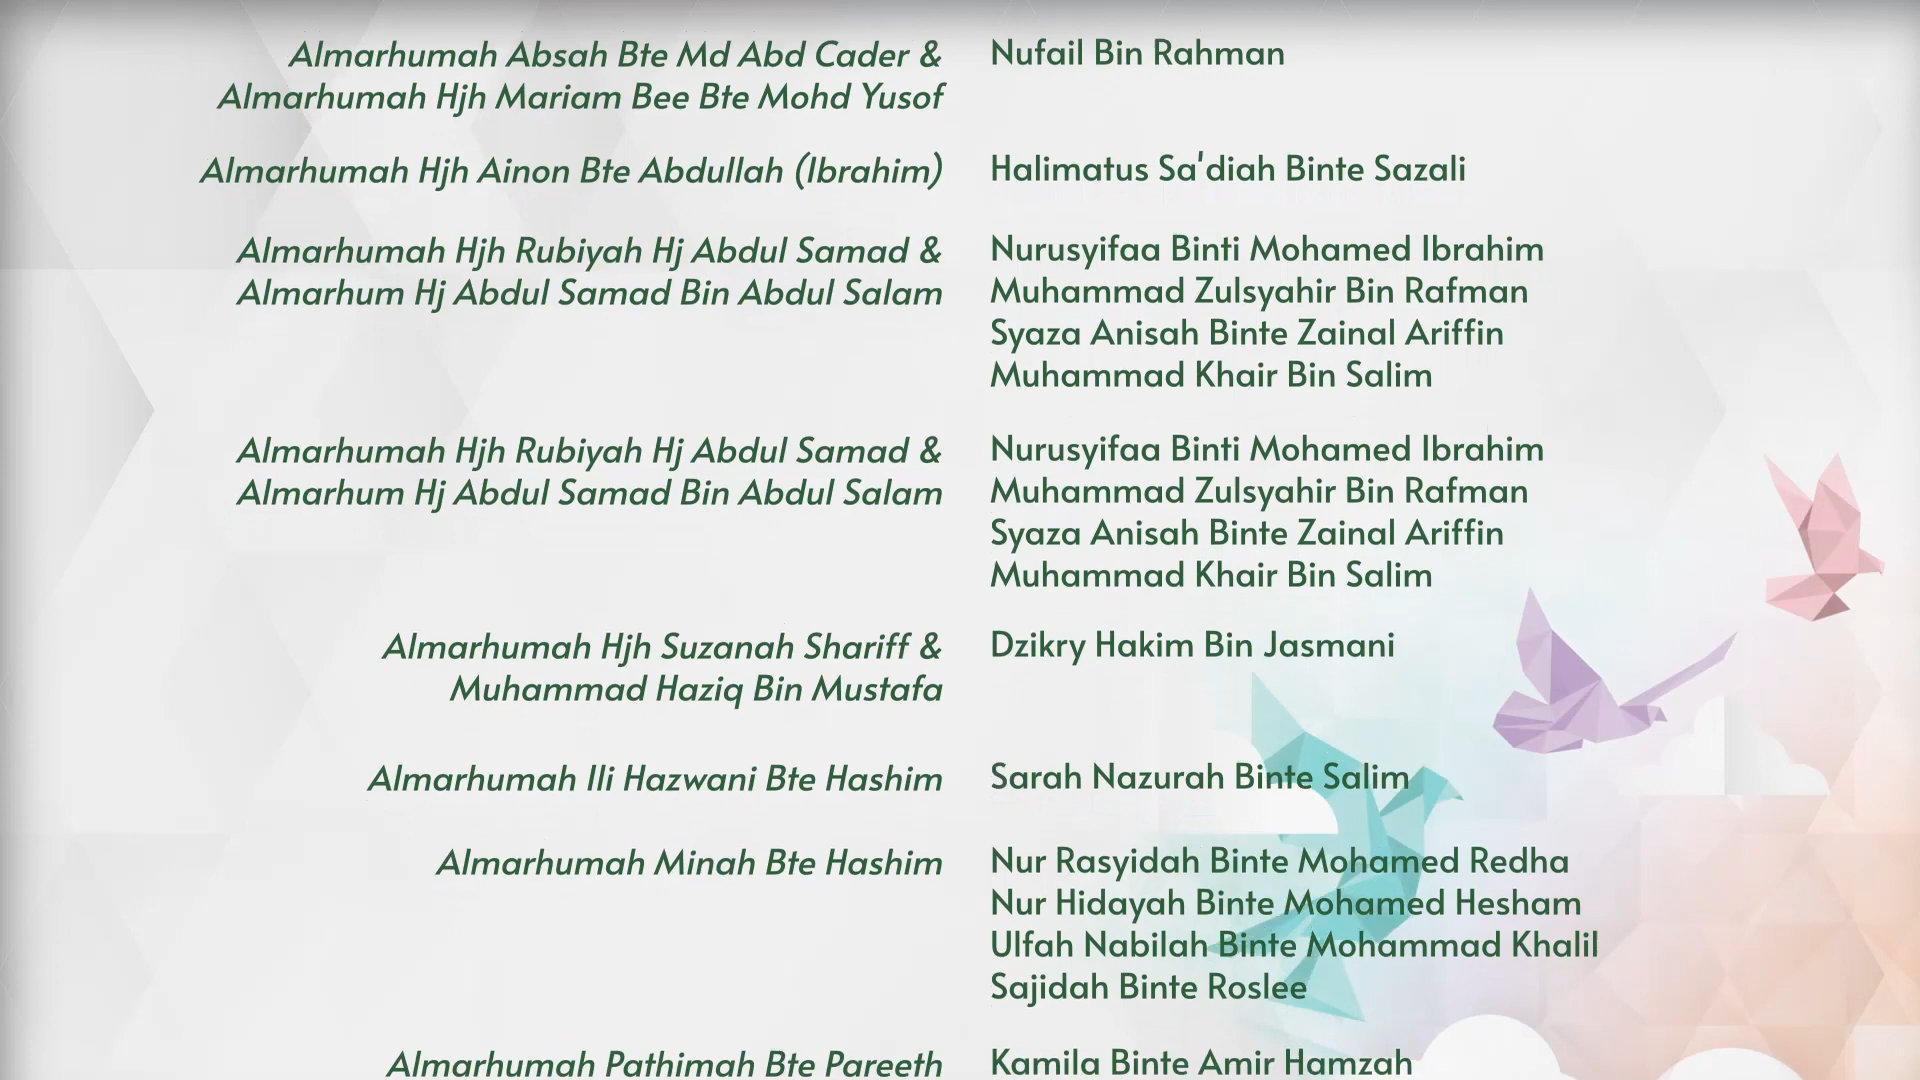 Almarhumah Absah Bte Md Abd Cader &
Almarhumah Hjh Mariam Bee Bte Mohd Yusof
Nufail Bin Rahman
Almarhumah Hjh Ainon Bte Abdullah (Ibrahim)
Halimatus Sa'diah Binte Sazali
Almarhumah Hjh Rubiyah Hj Abdul Samad &
Almarhum Hj Abdul Samad Bin Abdul Salam
Nurusyifaa Binti Mohamed Ibrahim
Muhammad Zulsyahir Bin Rafman
Syaza Anisah Binte Zainal Ariffin
Muhammad Khair Bin Salim
Almarhumah Hjh Rubiyah Hj Abdul Samad &
Almarhum Hj Abdul Samad Bin Abdul Salam
Nurusyifaa Binti Mohamed Ibrahim
Muhammad Zulsyahir Bin Rafman
Syaza Anisah Binte Zainal Ariffin
Muhammad Khair Bin Salim
Almarhumah Hjh Suzanah Shariff &
Muhammad Haziq Bin Mustafa
Dzikry Hakim Bin Jasmani
Almarhumah Ili Hazwani Bte Hashim
Sarah Nazurah Binte Salim
Almarhumah Minah Bte Hashim
Nur Rasyidah Binte Mohamed Redha
Nur Hidayah Binte Mohamed Hesham
Ulfah Nabilah Binte Mohammad Khalil
Sajidah Binte Roslee
Almarhumah Pathimah Bte Pareeth
Kamila Binte Amir Hamzah